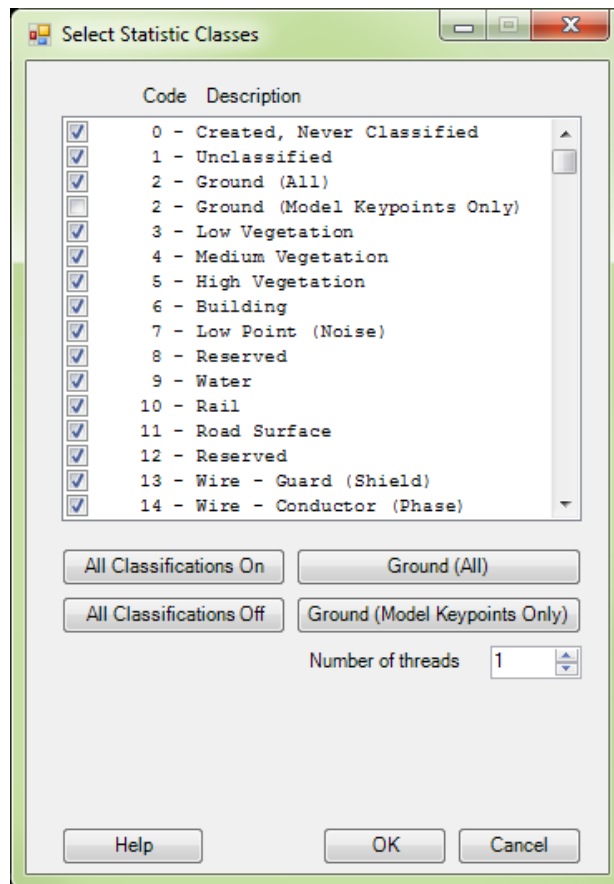 Select Statistic Classes
Code Description
0 - Created, Never Classified
1 - Unclassified
2 - Ground (All)
2 - Ground (Model Keypoints Only)
3 - Low Vegetation
4 - Medium Vegetation
5 - High Vegetation
6 - Building
7 - Low Point (Noise)
8 - Reserved
9 - Water
10 - Rail
11 - Road Surface
12 - Reserved
13 - Wire - Guard (Shield)
14 - Wire - Conductor (Phase)
All Classifications On Ground (All)
All Classifications Off Ground (Model Keypoints Only)
Number of threads 1
Help OK Cancel